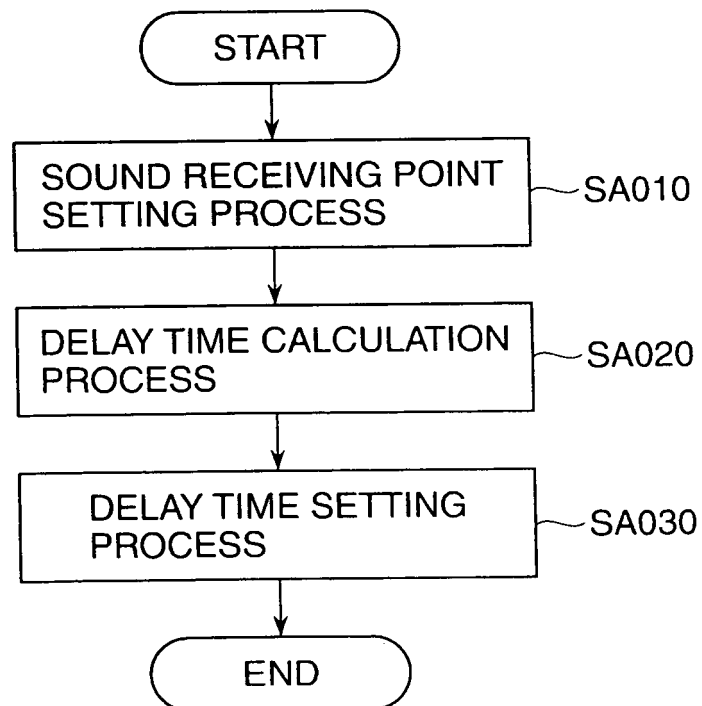 START
SOUND RECEIVING POINT
SETTING PROCESS
SA010
DELAY TIME CALCULATION
PROCESS
SA020
DELAY TIME SETTING
PROCESS
SA030
END